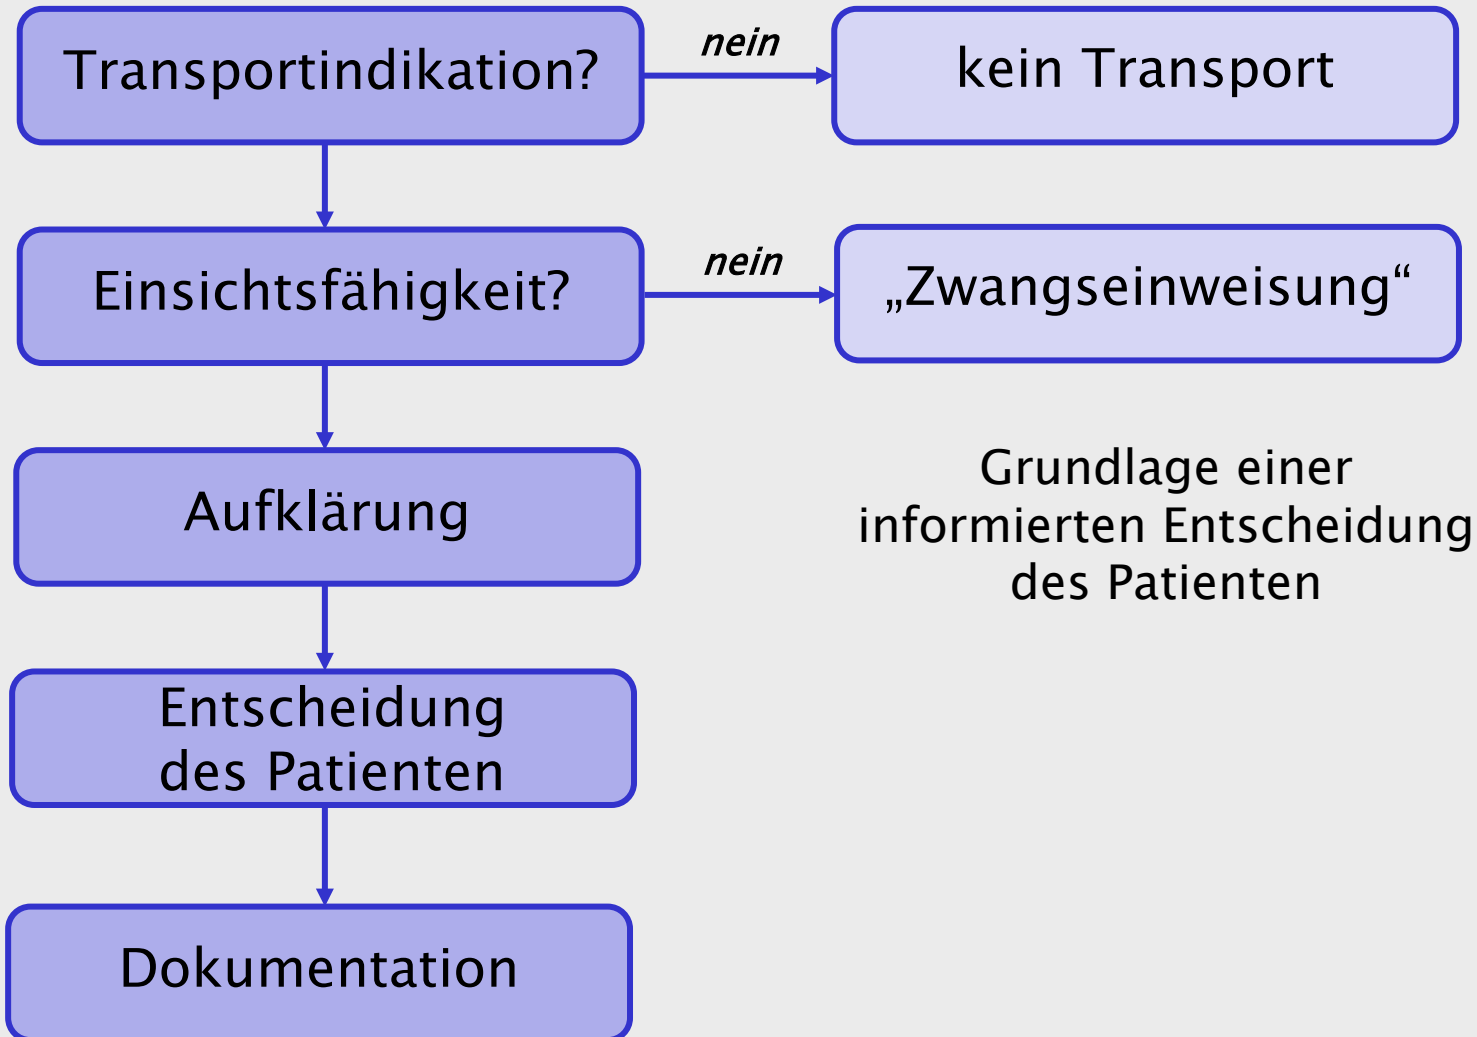 Transportindikation?
nein
kein Transport
Einsichtsfähigkeit?
nein
„Zwangseinweisung“
Aufklärung
Grundlage einer
informierten Entscheidung
des Patienten
Entscheidung
des Patienten
Dokumentation